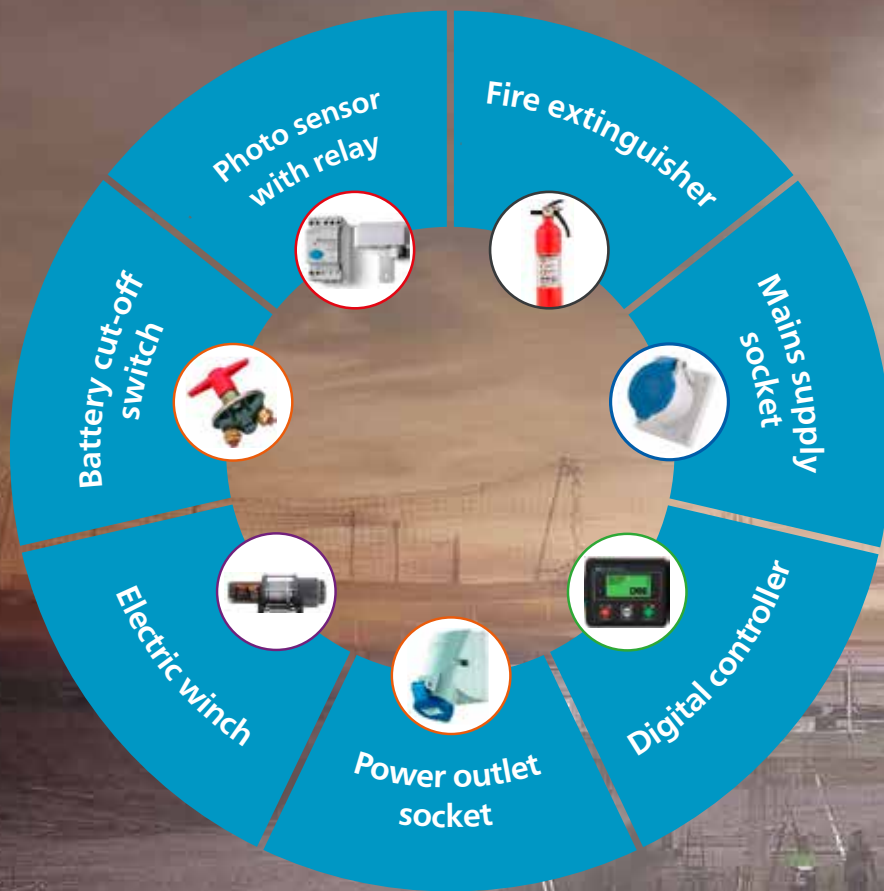 Photo sensor
with relay
Fire extinguisher
Mains supply
socket
Digital controller
Power outlet
socket
Electric winch
Battery cut-off
switch